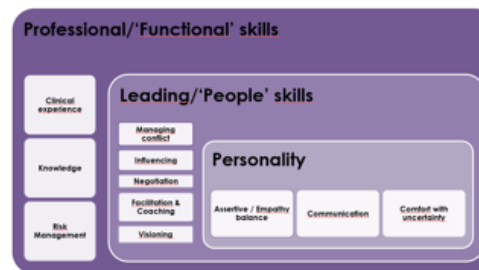 Professional/‘Functional’ skills
Clinical
experience
Knowledge
Risk
Management
Leading/‘People’ skills
Managing
conflict
Influencing
Negotiation
Facilitation &
Coaching
Visioning
Personality
Assertive / Empathy
balance
Communication
Comfort with
uncertainty